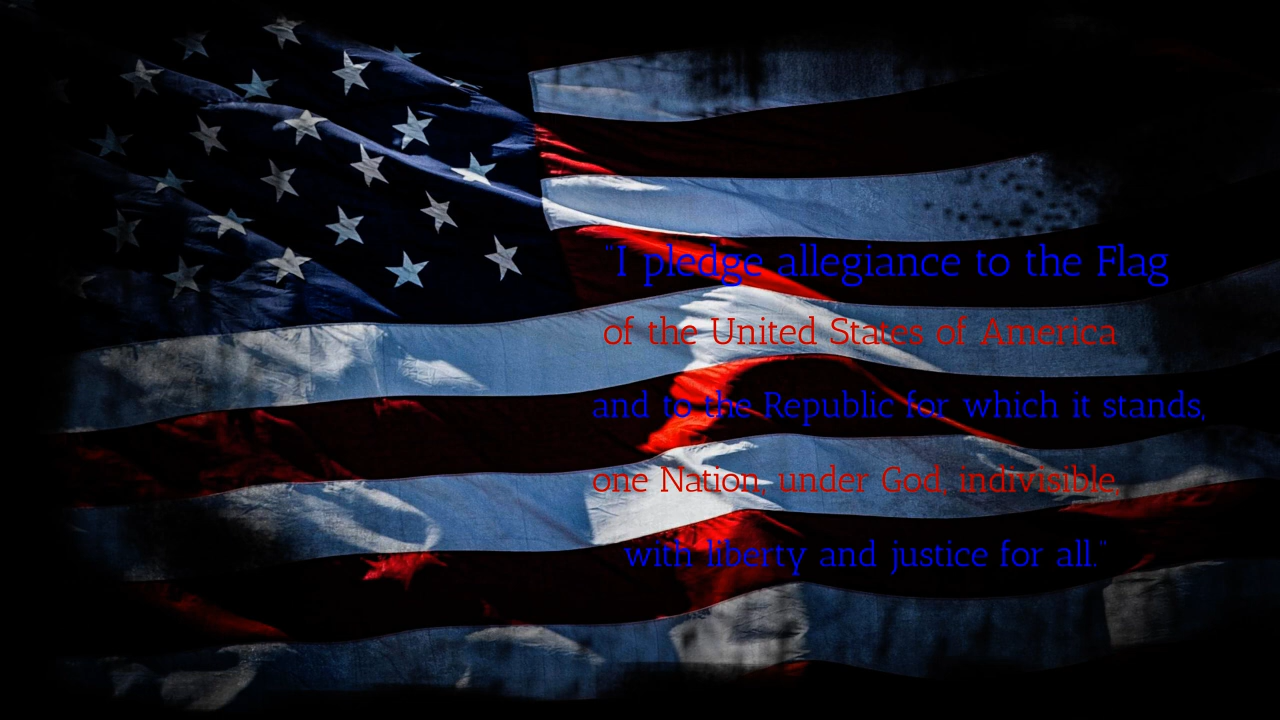 "I pledge allegiance to the Flag
of the United States of America
and to the Republic for which it stands,
one Nation, under God, indivisible,
with liberty and justice for all."